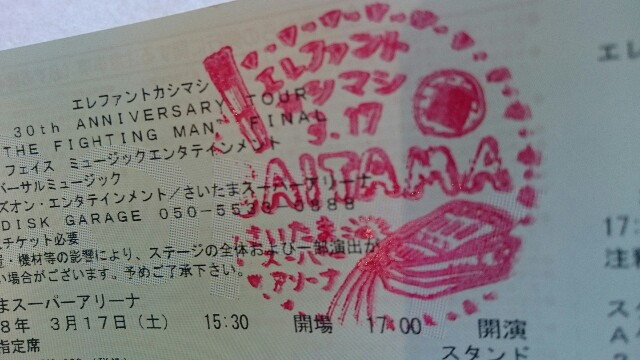 エレファントカシマシ
30th ANNIVERSARY TOUR
"THE FIGHTING MAN" FINAL
フェイス ミュージックエンタテインメント
バーサルミュージック
ズオン・エンタテインメント/さいたまスーパーアリーナ
DISK GARAGE 050-5533-0888
チケット必要
・機材等の影響により、ステージの全体および一部演出が
い場合がございます。予めご了承下さい。
まスーパーアリーナ
8年 3月17日(土) 15:30 開場 17:00 開演
指定席 スタンド
エレファント
カシマシ
3.17
SAITAMA
さいたま
スーパー
アリーナ
エレ
17:
注釈
スタ